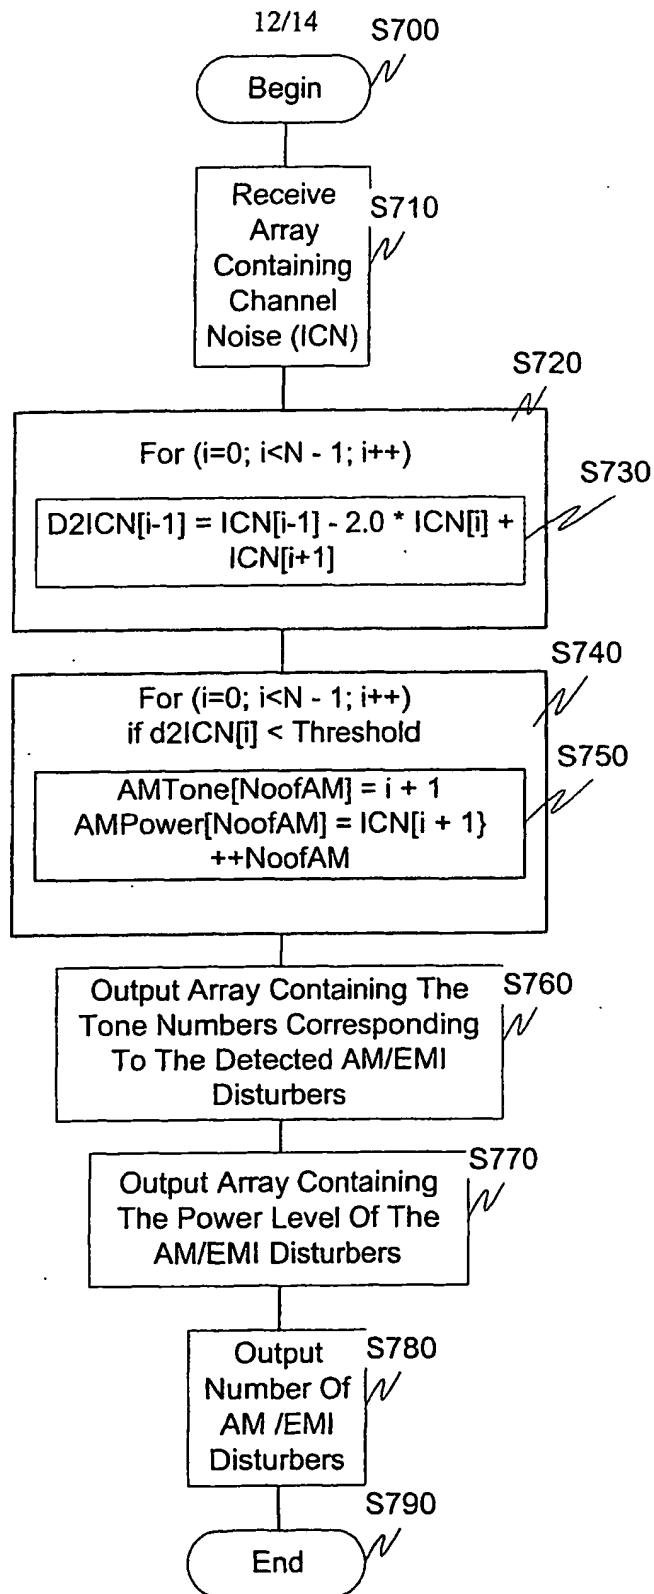 12/14
S700
Begin
Receive
Array
Containing
Channel
Noise (ICN)
S710
S720
For (i=0; i<N - 1; i++)
S730
D2ICN[i-1] = ICN[i-1] - 2.0 * ICN[i] +
ICN[i+1]
S740
For (i=0; i<N - 1; i++)
if d2ICN[i] < Threshold
S750
AMTone[NoofAM] = i + 1
AMPower[NoofAM] = ICN[i + 1}
++NoofAM
Output Array Containing The
Tone Numbers Corresponding
To The Detected AM/EMI
Disturbers
S760
Output Array Containing
The Power Level Of The
AM/EMI Disturbers
S770
Output
Number Of
AM /EMI
Disturbers
S780
S790
End